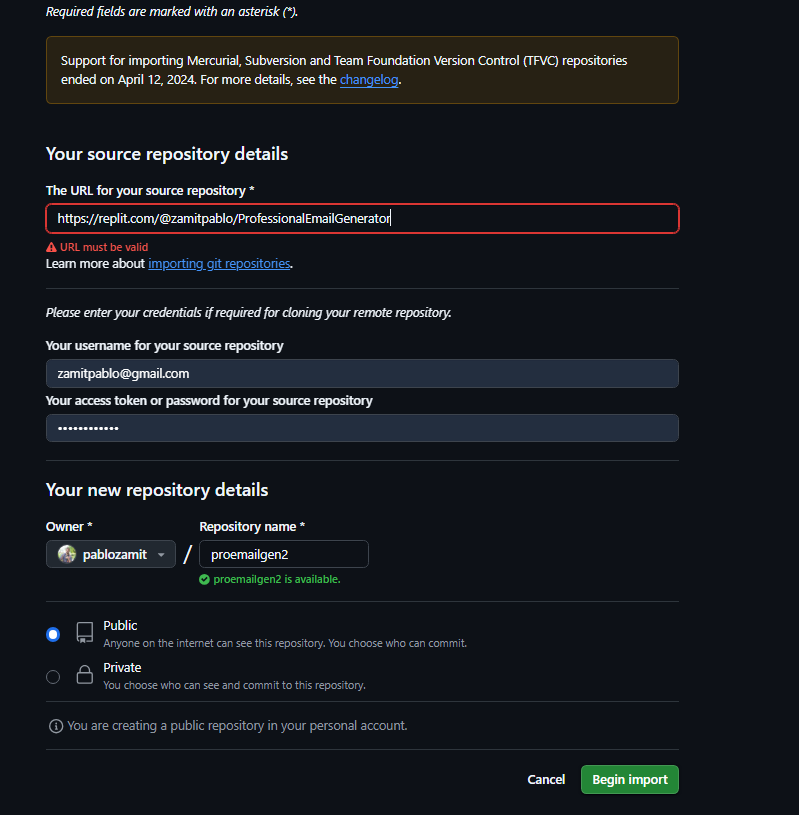 Required fields are marked with an asterisk (*).
Support for importing Mercurial, Subversion and Team Foundation Version Control (TFVC) repositories
ended on April 12, 2024. For more details, see the changelog.
Your source repository details
The URL for your source repository *
https://replit.com/@zamitpablo/ProfessionalEmailGenerator
URL must be valid
Learn more about importing git repositories.
Please enter your credentials if required for cloning your remote repository.
Your username for your source repository
zamitpablo@gmail.com
Your access token or password for your source repository
••••••••••••
Your new repository details
Owner *
Repository name *
pablozamit / proemailgen2
proemailgen2 is available.
Public
Anyone on the internet can see this repository. You choose who can commit.
Private
You choose who can see and commit to this repository.
You are creating a public repository in your personal account.
Cancel Begin import